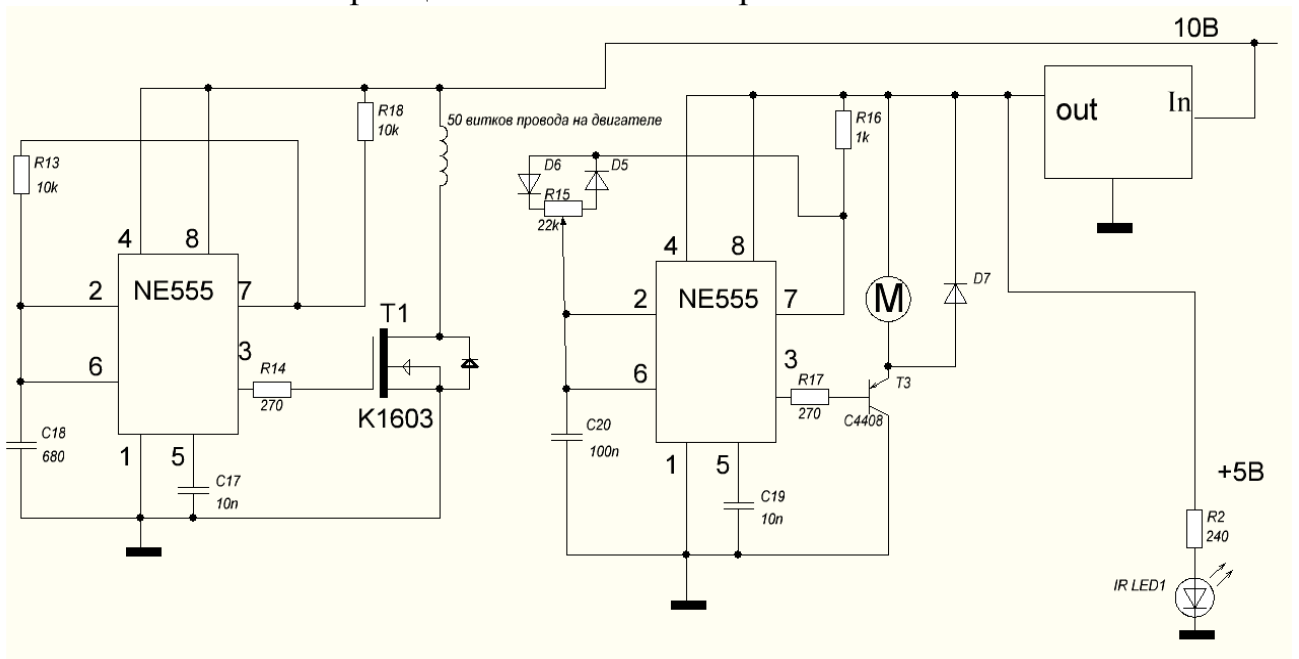 10В
out
In
R18
10k
50 витков провода на двигателе
R16
1k
R13
10k
D6
D5
R15
22k
4
8
4
8
2
NE555
7
2
NE555
7
M
D7
T1
3
3
6
R14
270
6
R17
270
T3
C4408
K1603
C18
680
C20
100n
1
5
1
5
C17
10n
C19
10n
+5В
R2
240
IR LED1